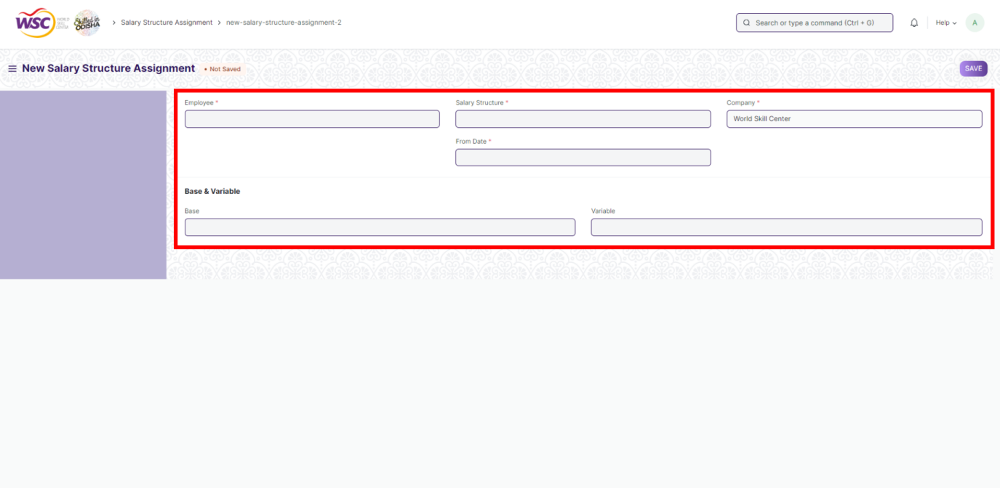 WSC WORLD SKILL CENTER Skilled in ODISHA > Salary Structure Assignment > new-salary-structure-assignment-2 Search or type a command (Ctrl + G) Help A
New Salary Structure Assignment • Not Saved SAVE
Employee * Salary Structure * Company *
World Skill Center
From Date *
Base & Variable
Base Variable